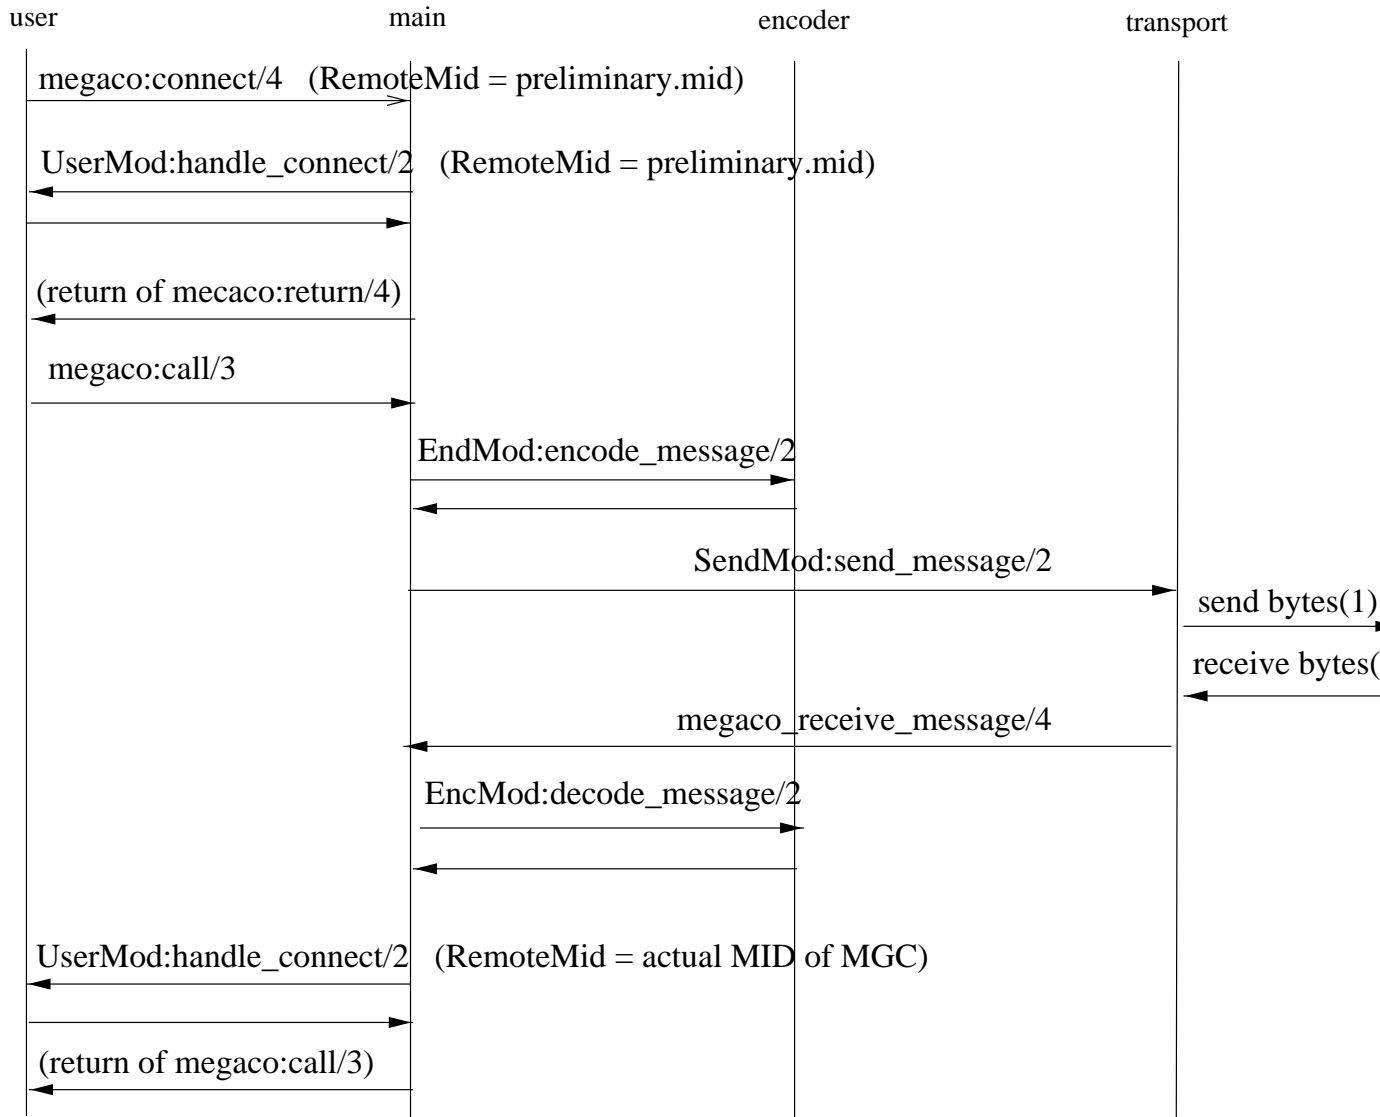 user main encoder transport
megaco:connect/4 (RemoteMid = preliminary.mid)
UserMod:handle_connect/2 (RemoteMid = preliminary.mid)
(return of mecaco:return/4)
megaco:call/3
EndMod:encode_message/2
SendMod:send_message/2
send bytes(1)
receive bytes(
megaco_receive_message/4
EncMod:decode_message/2
UserMod:handle_connect/2 (RemoteMid = actual MID of MGC)
(return of megaco:call/3)